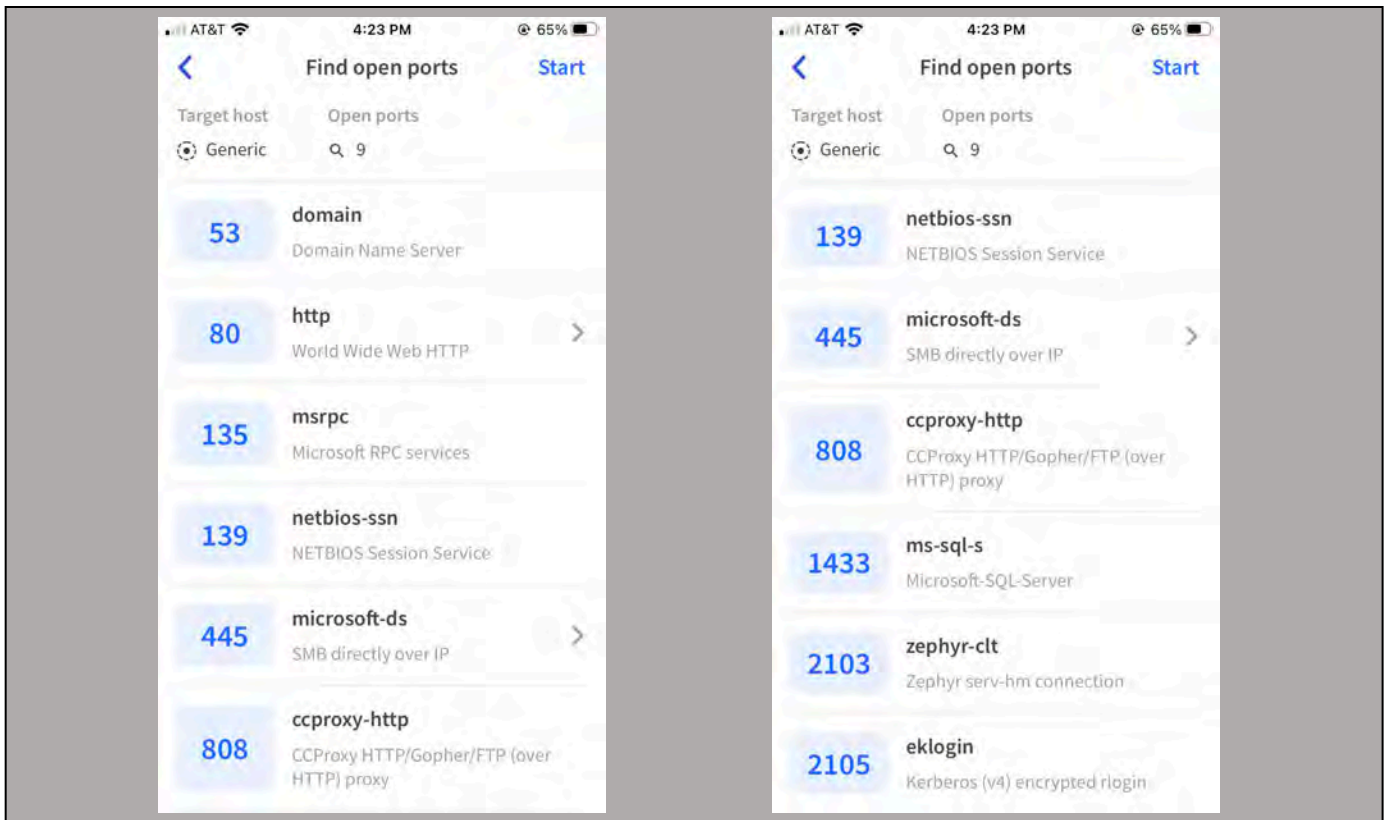 AT&T 4:23 PM 65%
Find open ports Start
Target host Open ports
Generic 9
53 domain
Domain Name Server
80 http
World Wide Web HTTP
135 msrpc
Microsoft RPC services
139 netbios-ssn
NETBIOS Session Service
445 microsoft-ds
SMB directly over IP
808 ccproxy-http
CCProxy HTTP/Gopher/FTP (over
HTTP) proxy
AT&T 4:23 PM 65%
Find open ports Start
Target host Open ports
Generic 9
139 netbios-ssn
NETBIOS Session Service
445 microsoft-ds
SMB directly over IP
808 ccproxy-http
CCProxy HTTP/Gopher/FTP (over
HTTP) proxy
1433 ms-sql-s
Microsoft-SQL-Server
2103 zephyr-clt
Zephyr serv-hm connection
2105 eklogin
Kerberos (v4) encrypted rlogin